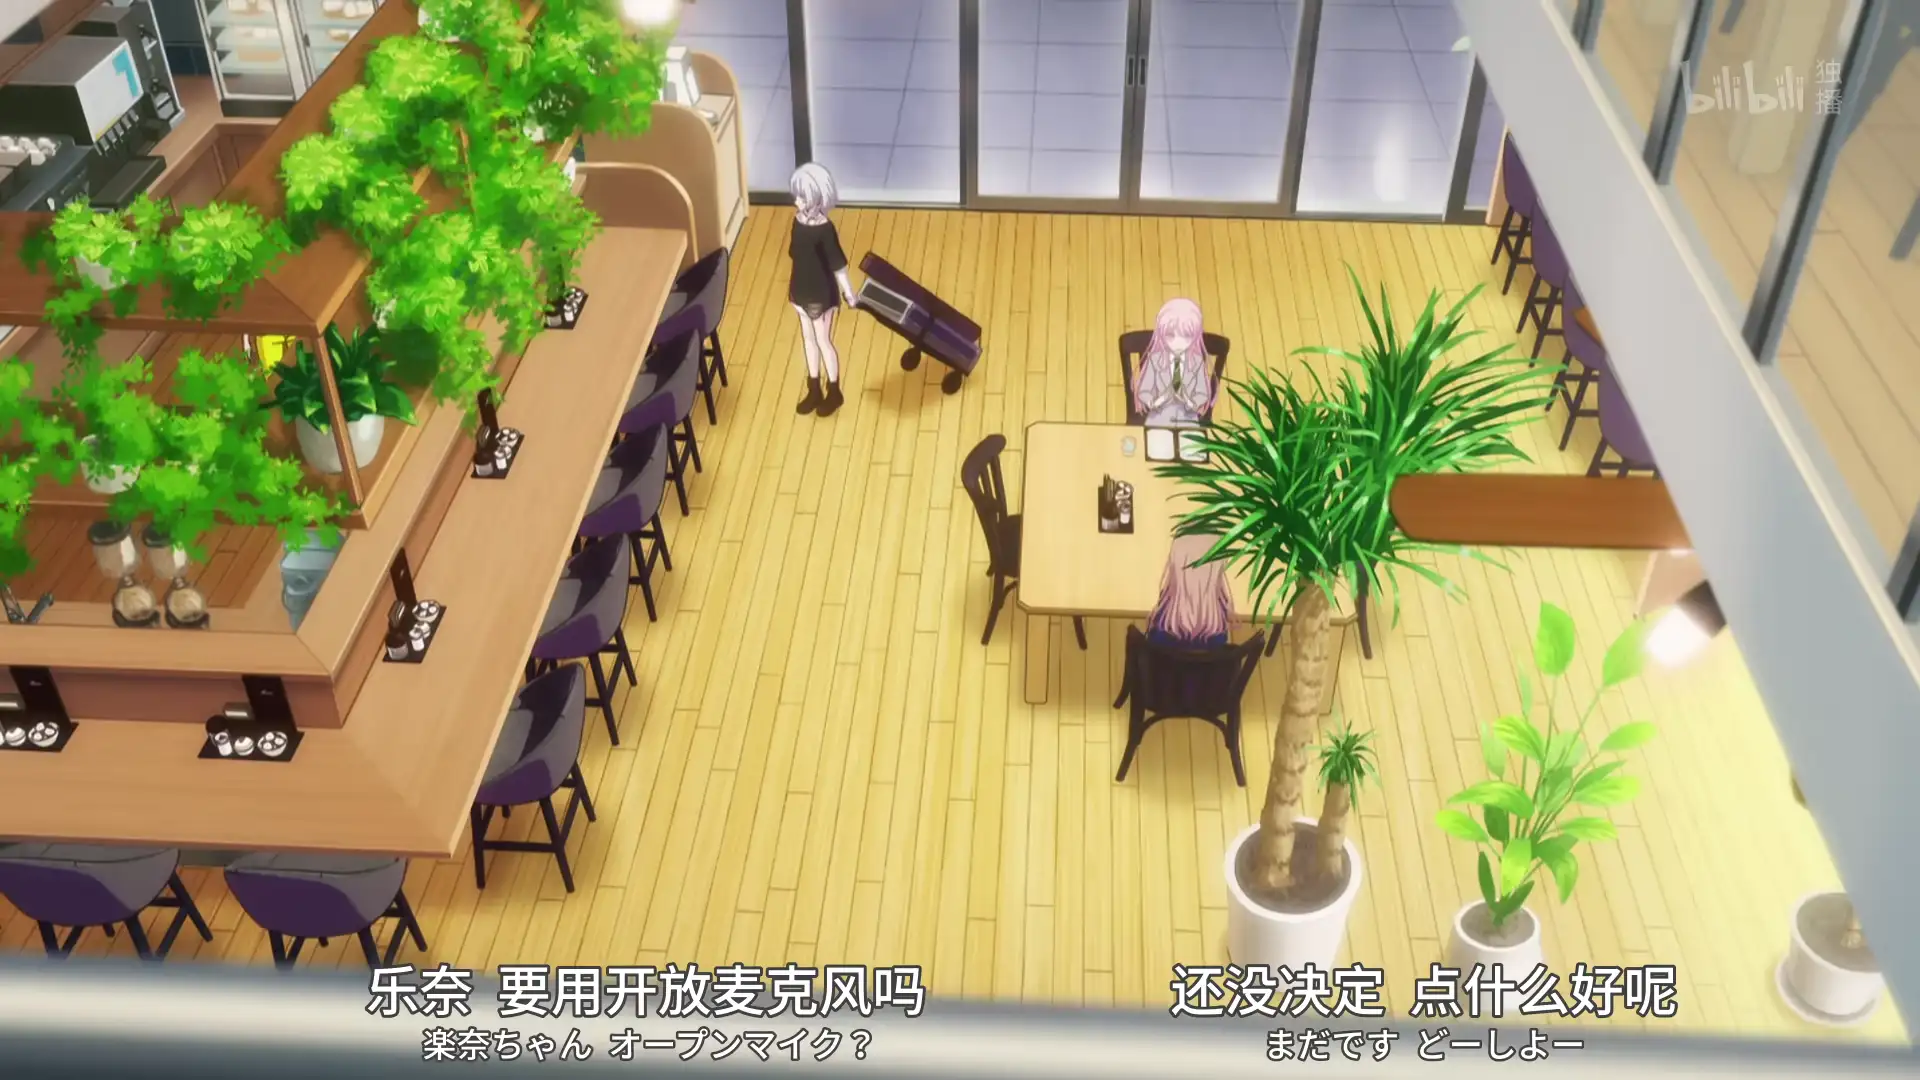 bilibili 独播
乐奈 要用开放麦克风吗
楽奈ちゃん オープンマイク？
还没决定 点什么好呢
まだです どーしよー